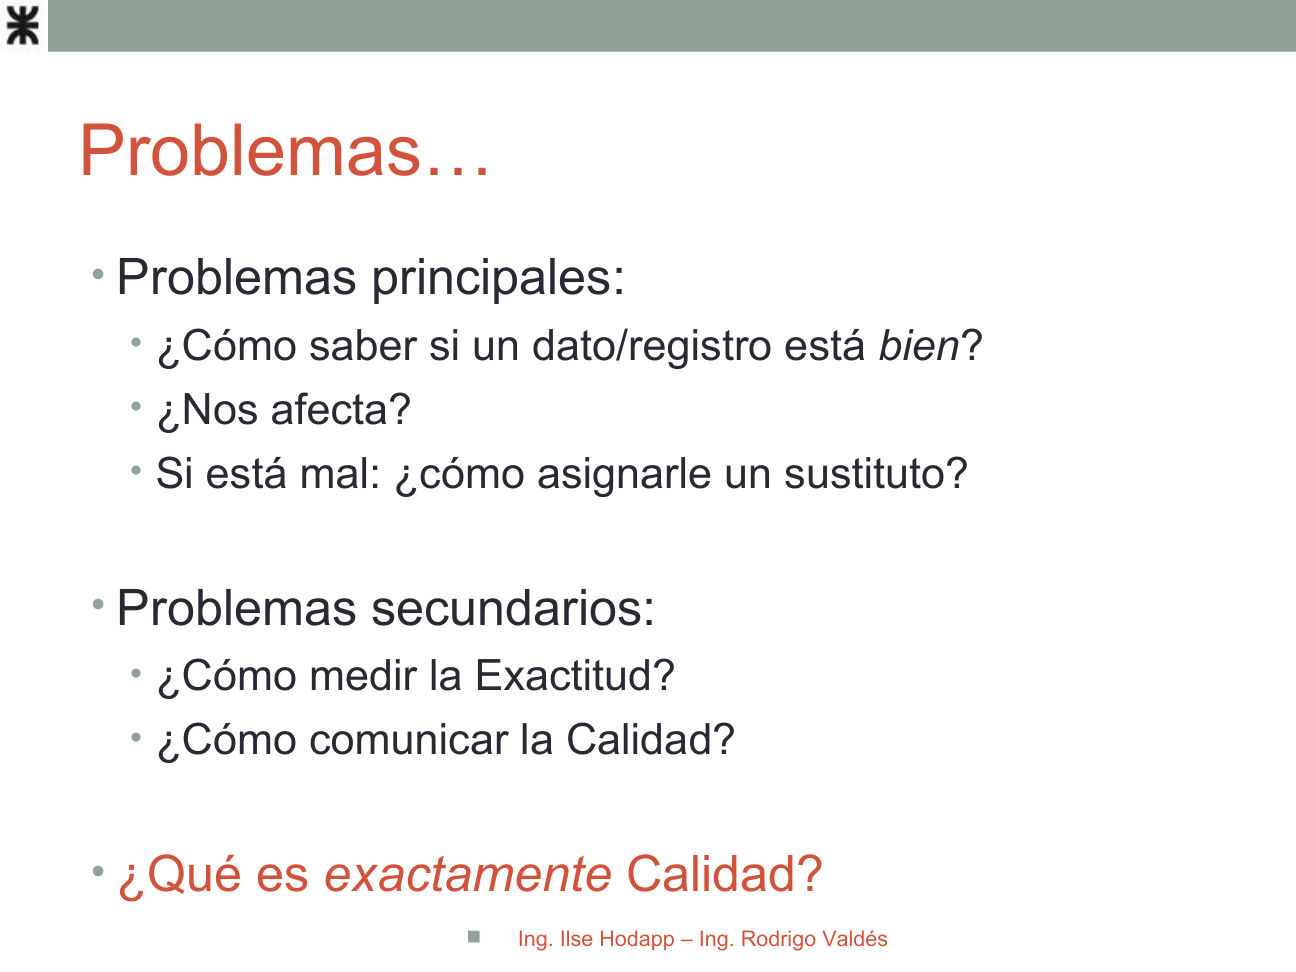 Problemas…
• Problemas principales:
• ¿Cómo saber si un dato/registro está bien?
• ¿Nos afecta?
• Si está mal: ¿cómo asignarle un sustituto?
• Problemas secundarios:
• ¿Cómo medir la Exactitud?
• ¿Cómo comunicar la Calidad?
• ¿Qué es exactamente Calidad?
■ Ing. Ilse Hodapp – Ing. Rodrigo Valdés